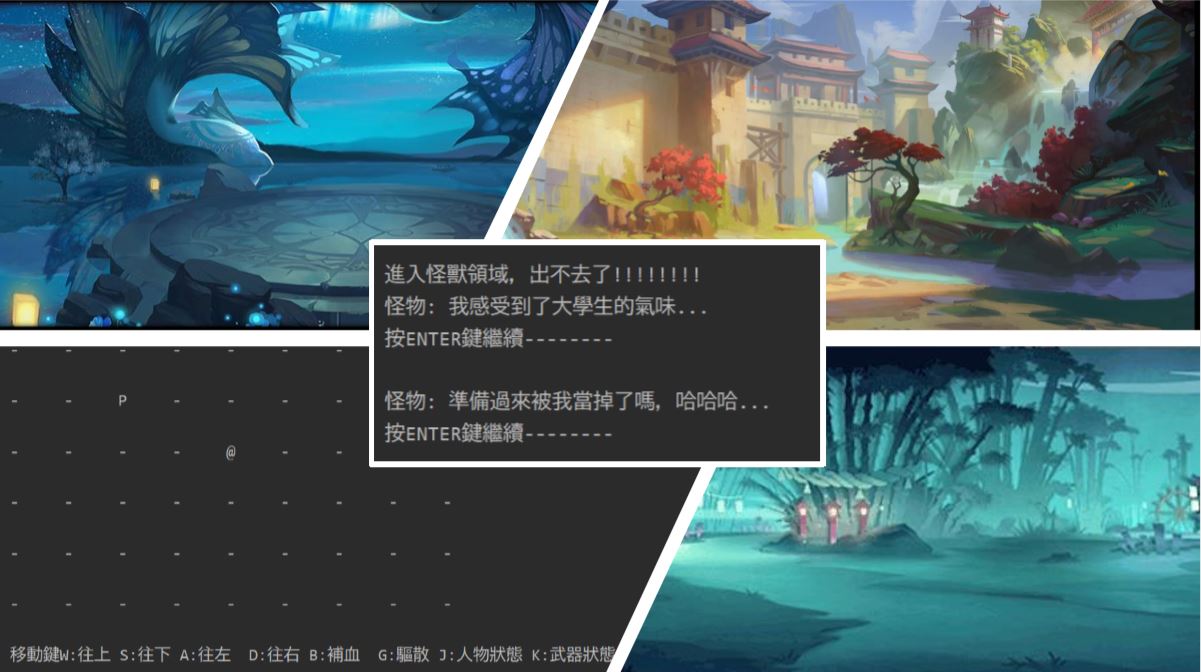 進入怪獸領域, 出不去了!!!!!!!!
怪物: 我感受到了大學生的氣味...
按ENTER鍵繼續--------
怪物: 準備過來被我當掉了嗎, 哈哈哈...
按ENTER鍵繼續--------
- - - - - - -
- - P - - - -
- - - - @ - -
- - - - - - - - -
- - - - - - - - -
- - - - - - - - -
移動鍵W:往上 S:往下 A:往左 D:往右 B:補血 G:驅散 J:人物狀態 K:武器狀態